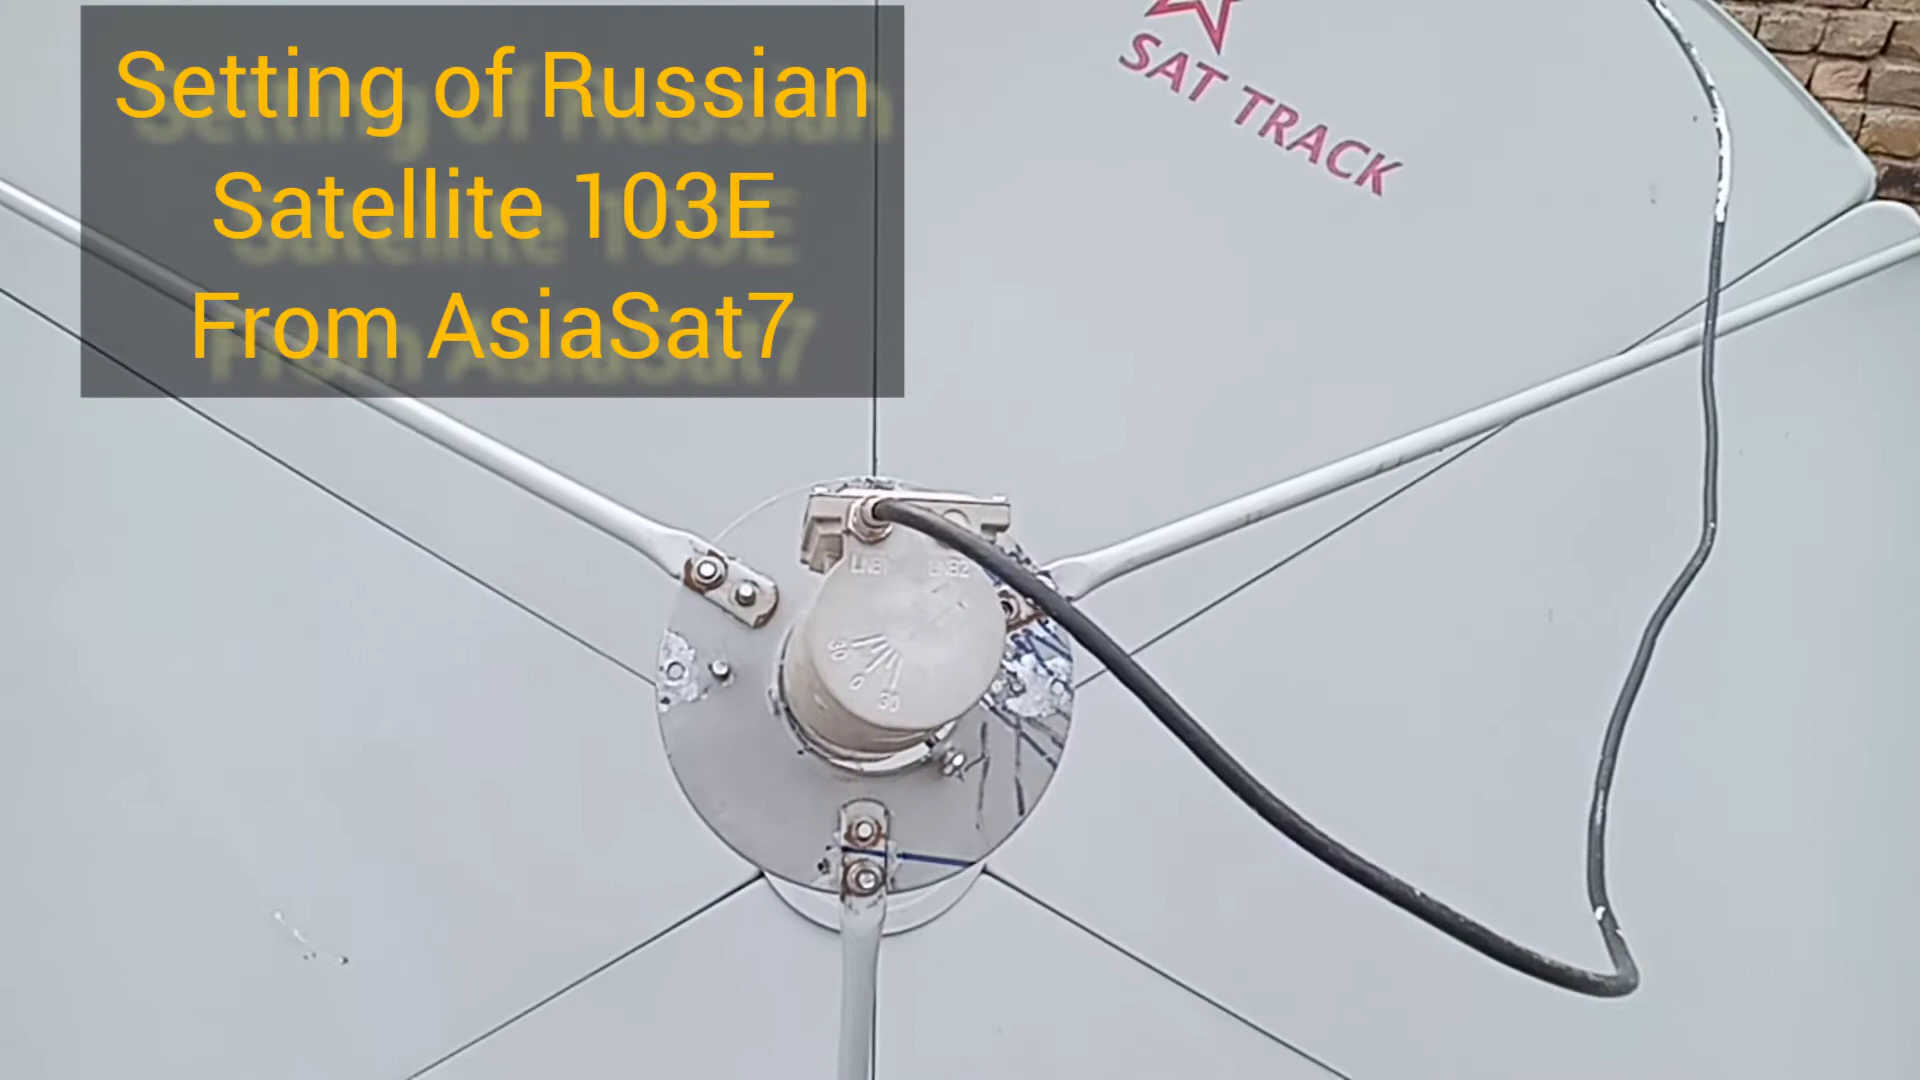 Setting of Russian
Satellite 103E
From AsiaSat7
SAT TRACK
LNB1 LNB2
30
0
30